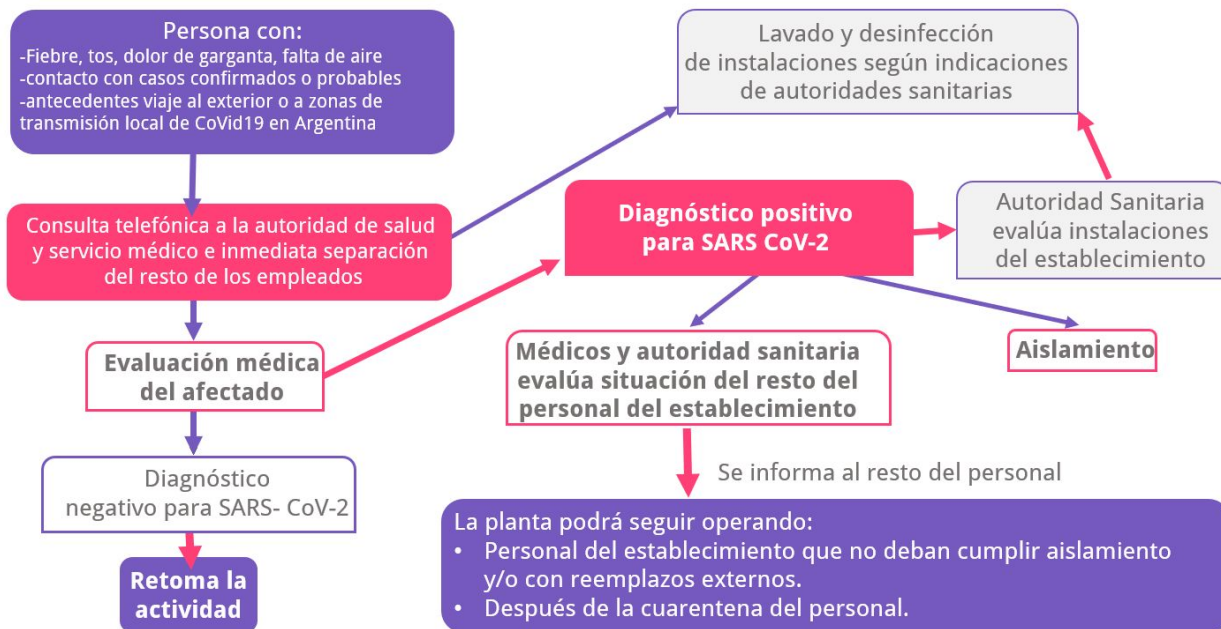 Persona con:
-Fiebre, tos, dolor de garganta, falta de aire
-contacto con casos confirmados o probables
-antecedentes viaje al exterior o a zonas de
transmisión local de CoVid19 en Argentina
Consulta telefónica a la autoridad de salud
y servicio médico e inmediata separación
del resto de los empleados
Evaluación médica
del afectado
Diagnóstico
negativo para SARS- CoV-2
Retoma la
actividad
Lavado y desinfección
de instalaciones según indicaciones
de autoridades sanitarias
Diagnóstico positivo
para SARS CoV-2
Autoridad Sanitaria
evalúa instalaciones
del establecimiento
Médicos y autoridad sanitaria
evalúa situación del resto del
personal del establecimiento
Aislamiento
Se informa al resto del personal
La planta podrá seguir operando:
• Personal del establecimiento que no deban cumplir aislamiento
y/o con reemplazos externos.
• Después de la cuarentena del personal.